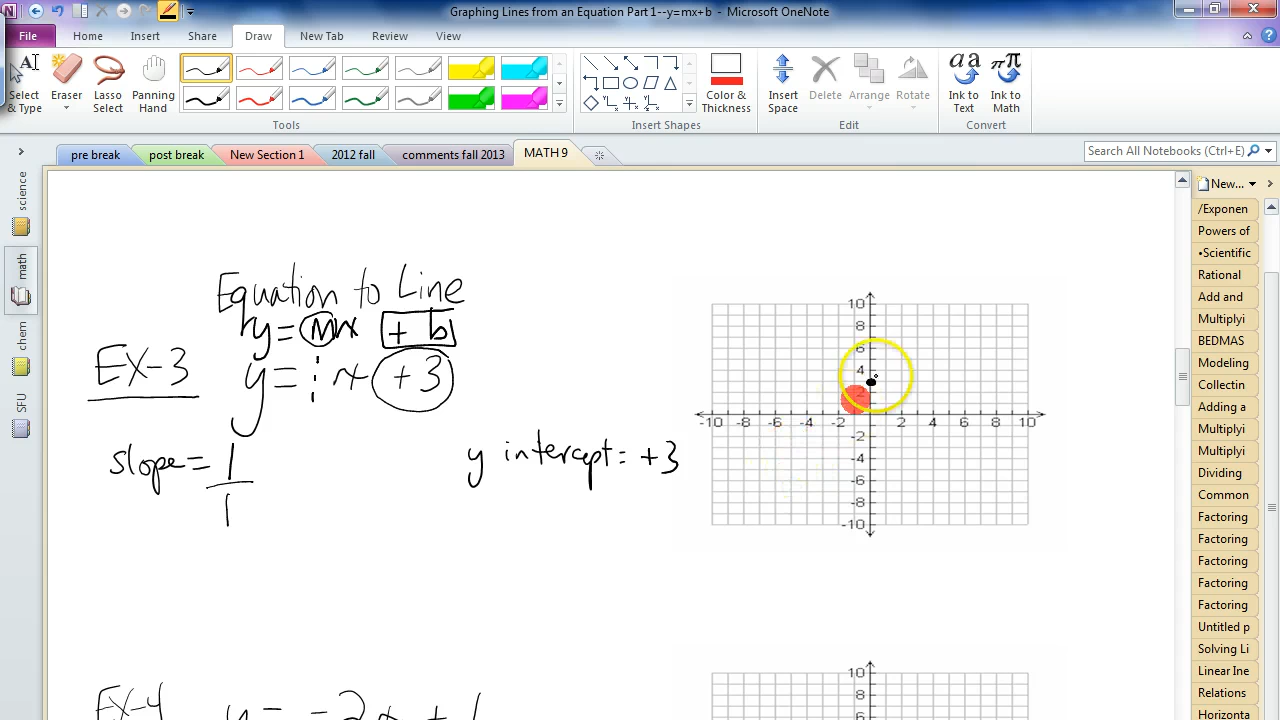 Graphing Lines from an Equation Part 1--y=mx+b - Microsoft OneNote
File Home Insert Share Draw New Tab Review View
Select & Type
Eraser
Lasso Select
Panning Hand
Color & Thickness
Insert Space
Delete
Arrange
Rotate
Ink to Text
Ink to Math
Tools Insert Shapes Edit Convert
pre break post break New Section 1 2012 fall comments fall 2013 MATH 9
Search All Notebooks (Ctrl+E)
science
math
chem
SFU
New...
/Exponen
Powers of
•Scientific
Rational
Add and
Multiplyi
BEDMAS
Modeling
Collectin
Adding a
Multiplyi
Multiplyi
Dividing
Common
Factoring
Factoring
Factoring
Factoring
Factoring
Untitled p
Solving Li
Linear Ine
Relations
Horizonta
Equation to Line
y = mx + b
EX-3
y = x + 3
slope = 1
1
y intercept = +3
10
8
6
4
2
-10 -8 -6 -4 -2 2 4 6 8 10
-2
-4
-6
-8
-10
EX-4 y = -2x + 1
10
8